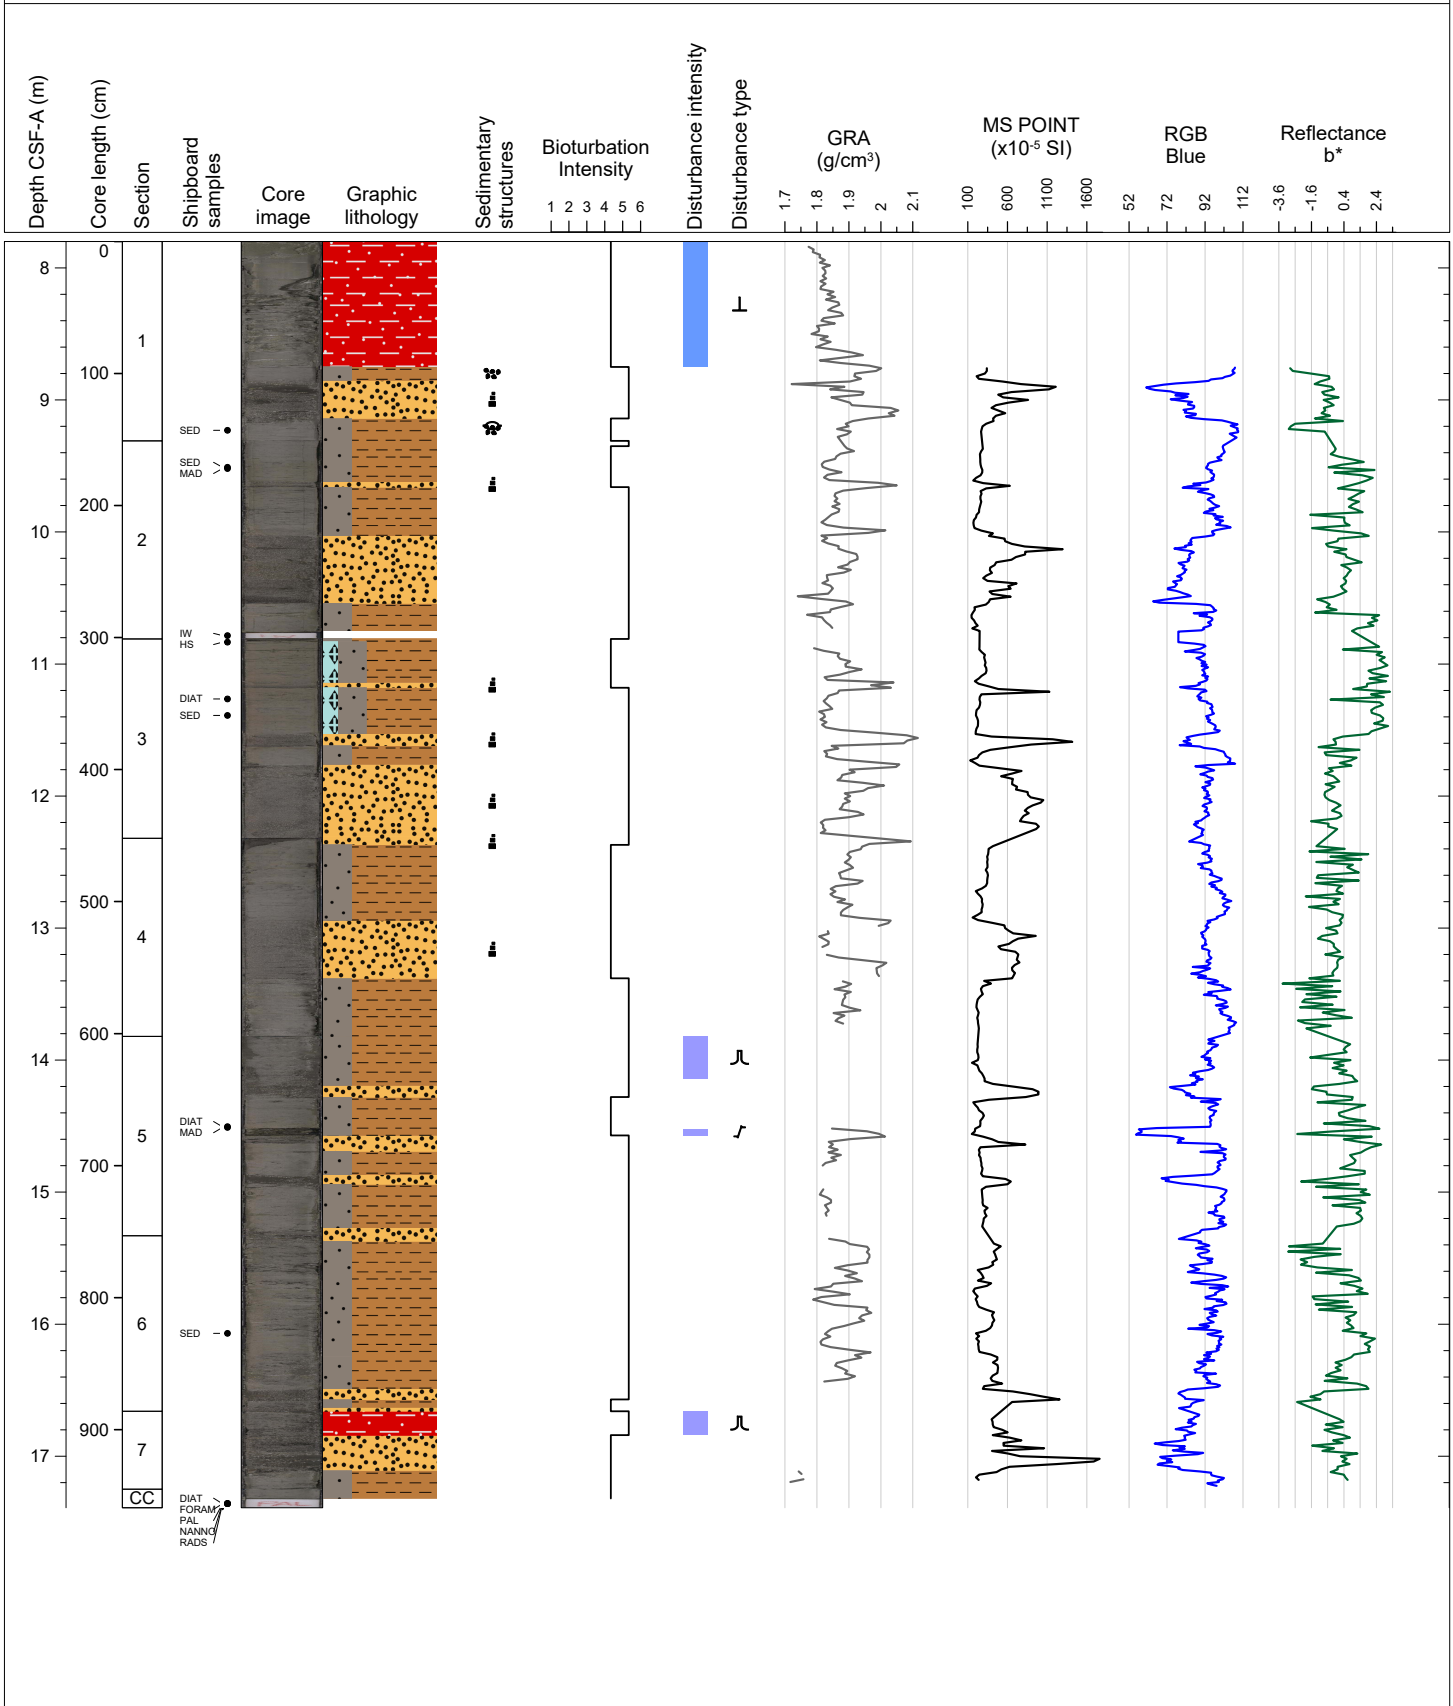 Depth CSF-A (m)
Core length (cm)
Section
Shipboard
samples
Core
image
Graphic
lithology
Sedimentary
structures
Bioturbation
Intensity
1 2 3 4 5 6
Disturbance intensity
Disturbance type
GRA
(g/cm³)
1.7 1.8 1.9 2 2.1
MS POINT
(x10⁻⁵ SI)
100 600 1100 1600
RGB
Blue
52 72 92 112
Reflectance
b*
-3.6 -1.6 0.4 2.4
0
8
1
100
9
SED
SED
MAD
200
10
2
IW
300
HS
11
DIAT
SED
3
400
12
500
13
4
600
14
DIAT
5
MAD
700
15
800
16
6
SED
900
7
17
CC
DIAT
FORAM
PAL
NANNO
RADS
PAL